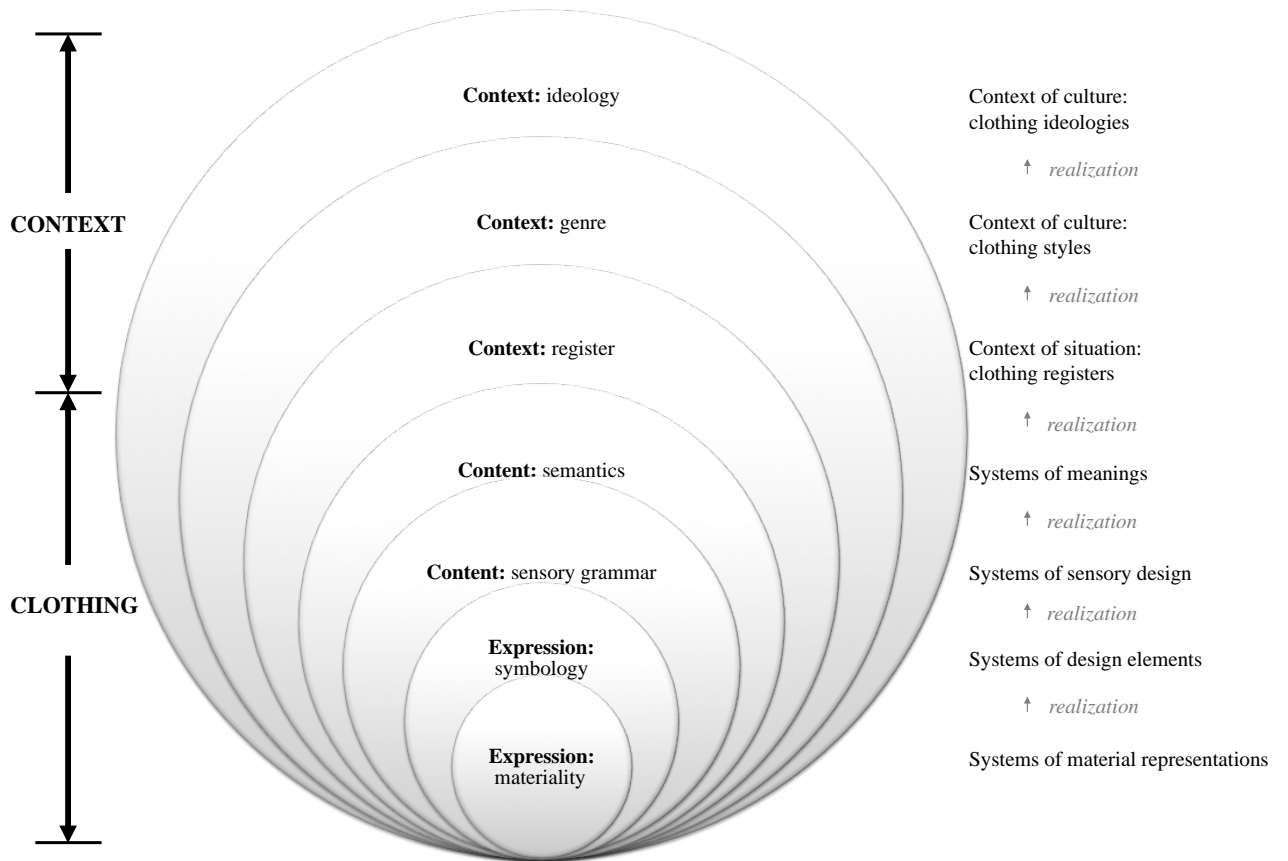 Context: ideology
Context of culture:
clothing ideologies
↑ realization
CONTEXT
Context: genre
Context of culture:
clothing styles
↑ realization
Context: register
Context of situation:
clothing registers
↑ realization
Content: semantics
Systems of meanings
↑ realization
Content: sensory grammar
Systems of sensory design
CLOTHING
↑ realization
Expression:
symbology
Systems of design elements
↑ realization
Expression:
materiality
Systems of material representations